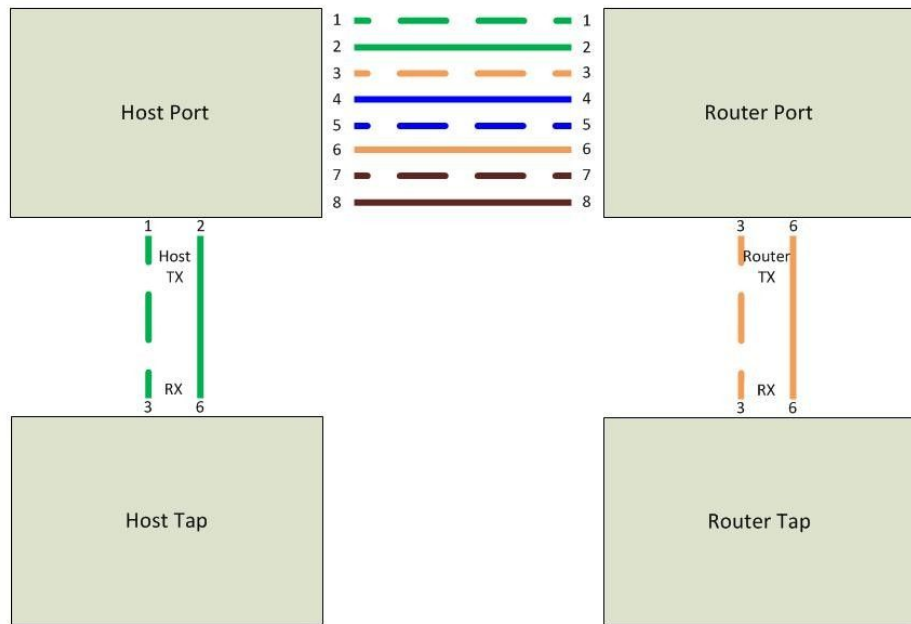 1 1
2 2
3 3
4 4
5 5
6 6
7 7
8 8
Host Port
Router Port
1 2
Host
TX
RX
3 6
3 6
Router
TX
RX
3 6
Host Tap
Router Tap